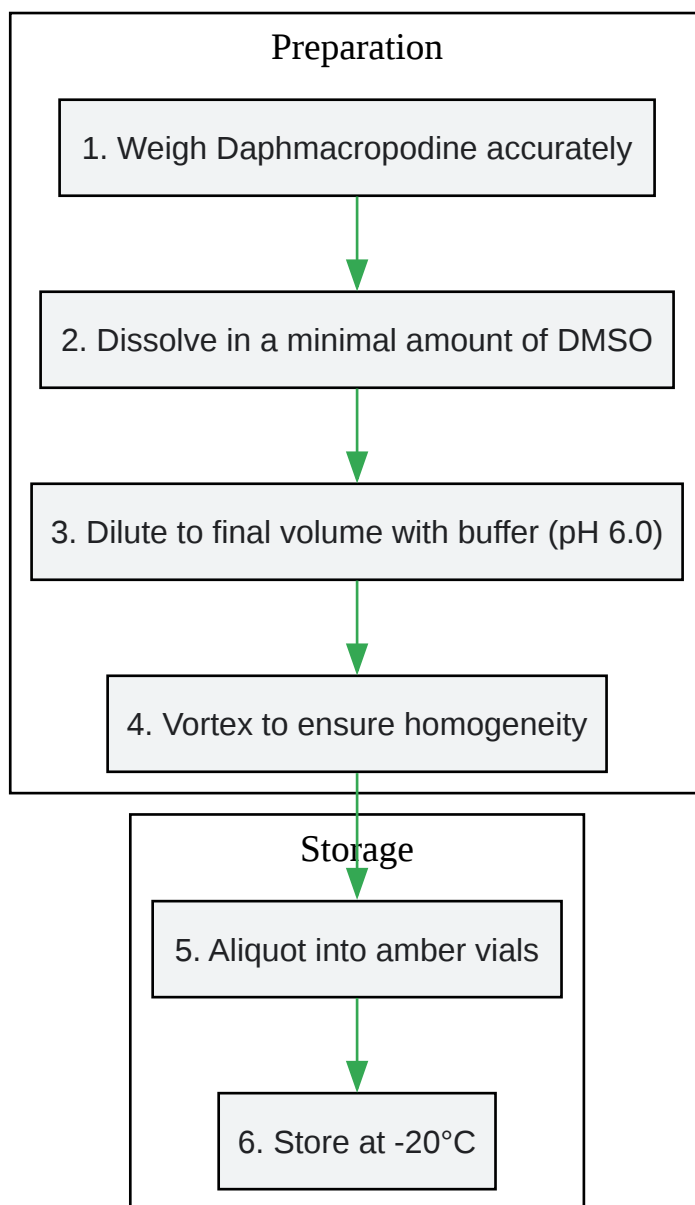 Preparation
1. Weigh Daphmacropodine accurately
2. Dissolve in a minimal amount of DMSO
3. Dilute to final volume with buffer (pH 6.0)
4. Vortex to ensure homogeneity
Storage
5. Aliquot into amber vials
6. Store at -20°C